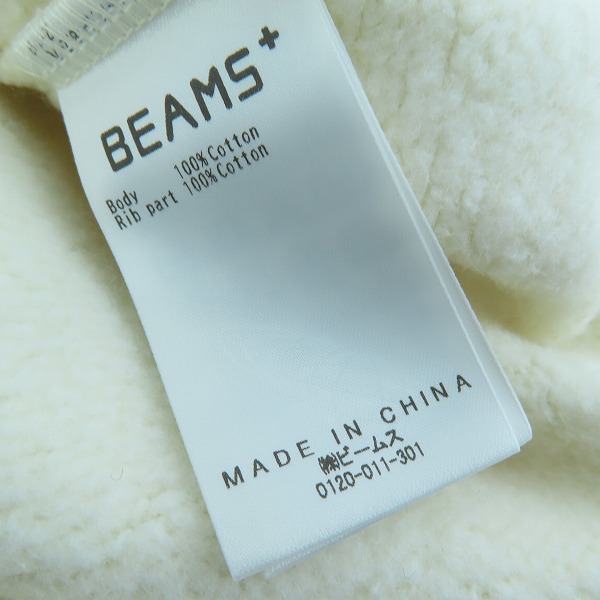 BEAMS+
Body 100%Cotton
Rib part 100%Cotton
MADE IN CHINA
㈱ビームス
0120-011-301